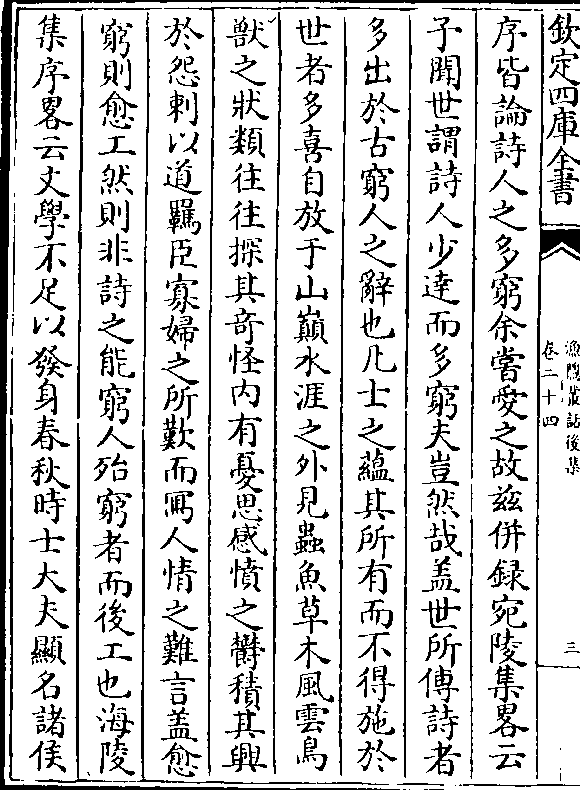 欽定四庫全書
漁隱叢話後集
卷二十四
三
序皆論詩人之多窮余嘗愛之故兹併録宛陵集畧云
予聞世謂詩人少達而多窮夫豈然哉盖世所傳詩者
多出於古窮人之辭也凡士之藴其所有而不得施於
世者多喜自放于山巔水涯之外見蟲魚草木風雲鳥
獸之狀類往往探其奇怪内有憂思感憤之欝積其興
於怨刺以道羈臣寡婦之所歎而冩人情之難言盖愈
窮則愈工然則非詩之能窮人殆窮者而後工也海陵
集序畧云文學不足以發身春秋時士大夫顯名諸侯